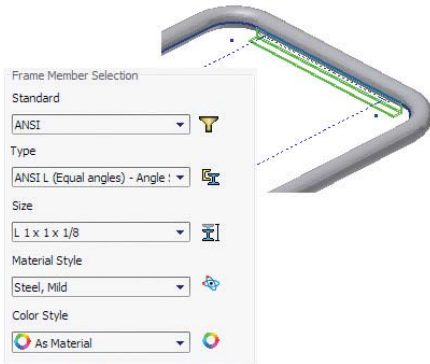 Frame Member Selection
Standard
ANSI
Type
ANSI L (Equal angles) - Angle
Size
L 1 x 1 x 1/8
Material Style
Steel, Mild
Color Style
As Material